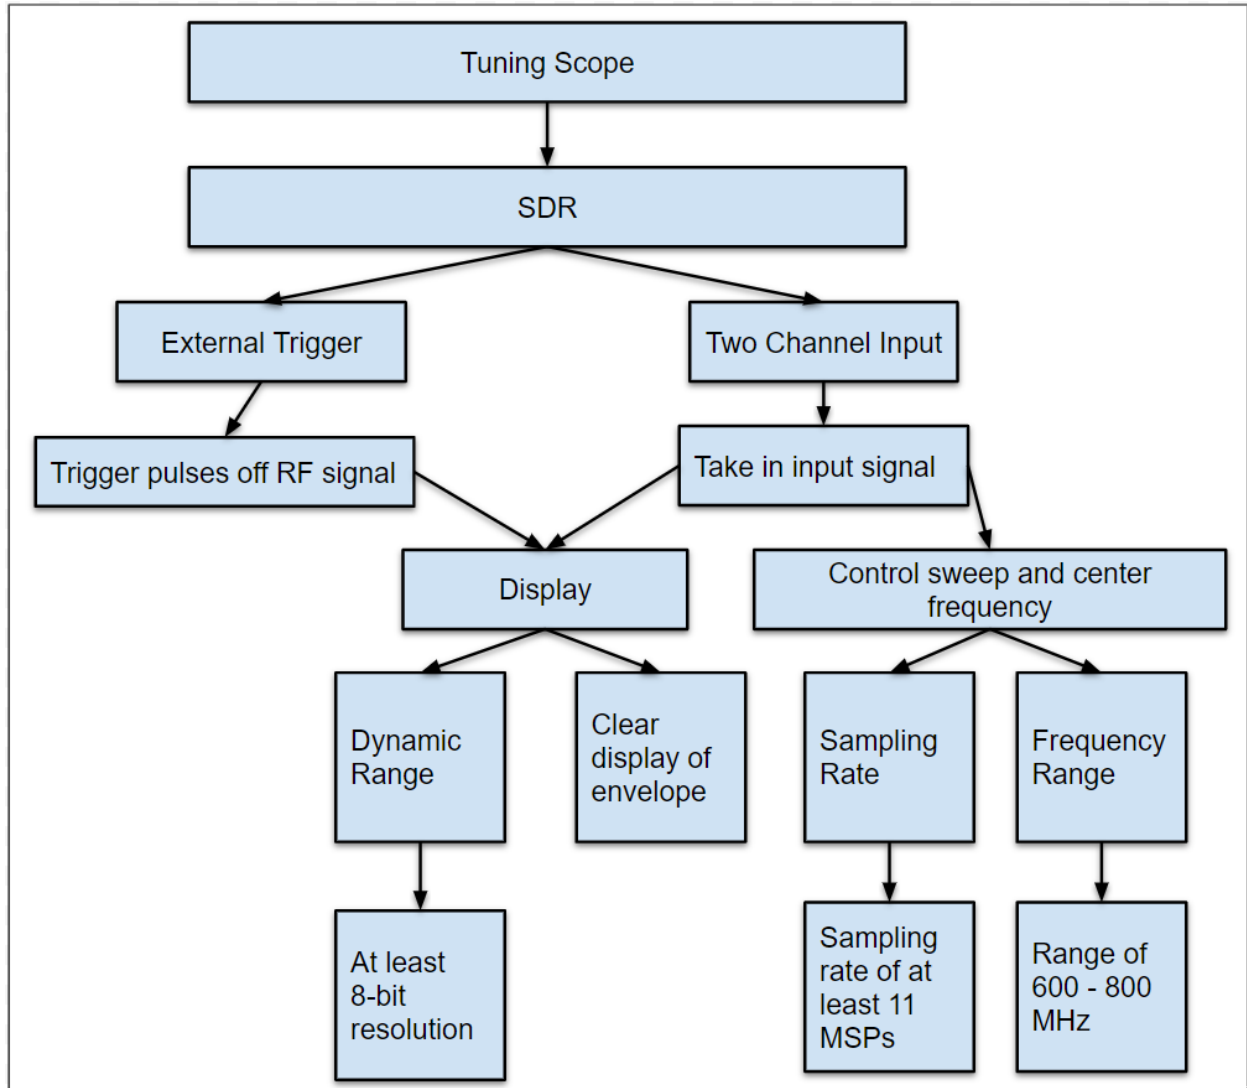 Tuning Scope
SDR
External Trigger
Two Channel Input
Trigger pulses off RF signal
Take in input signal
Display
Control sweep and center
frequency
Dynamic
Range
Clear
display of
envelope
Sampling
Rate
Frequency
Range
At least
8-bit
resolution
Sampling
rate of at
least 11
MSPs
Range of
600 - 800
MHz